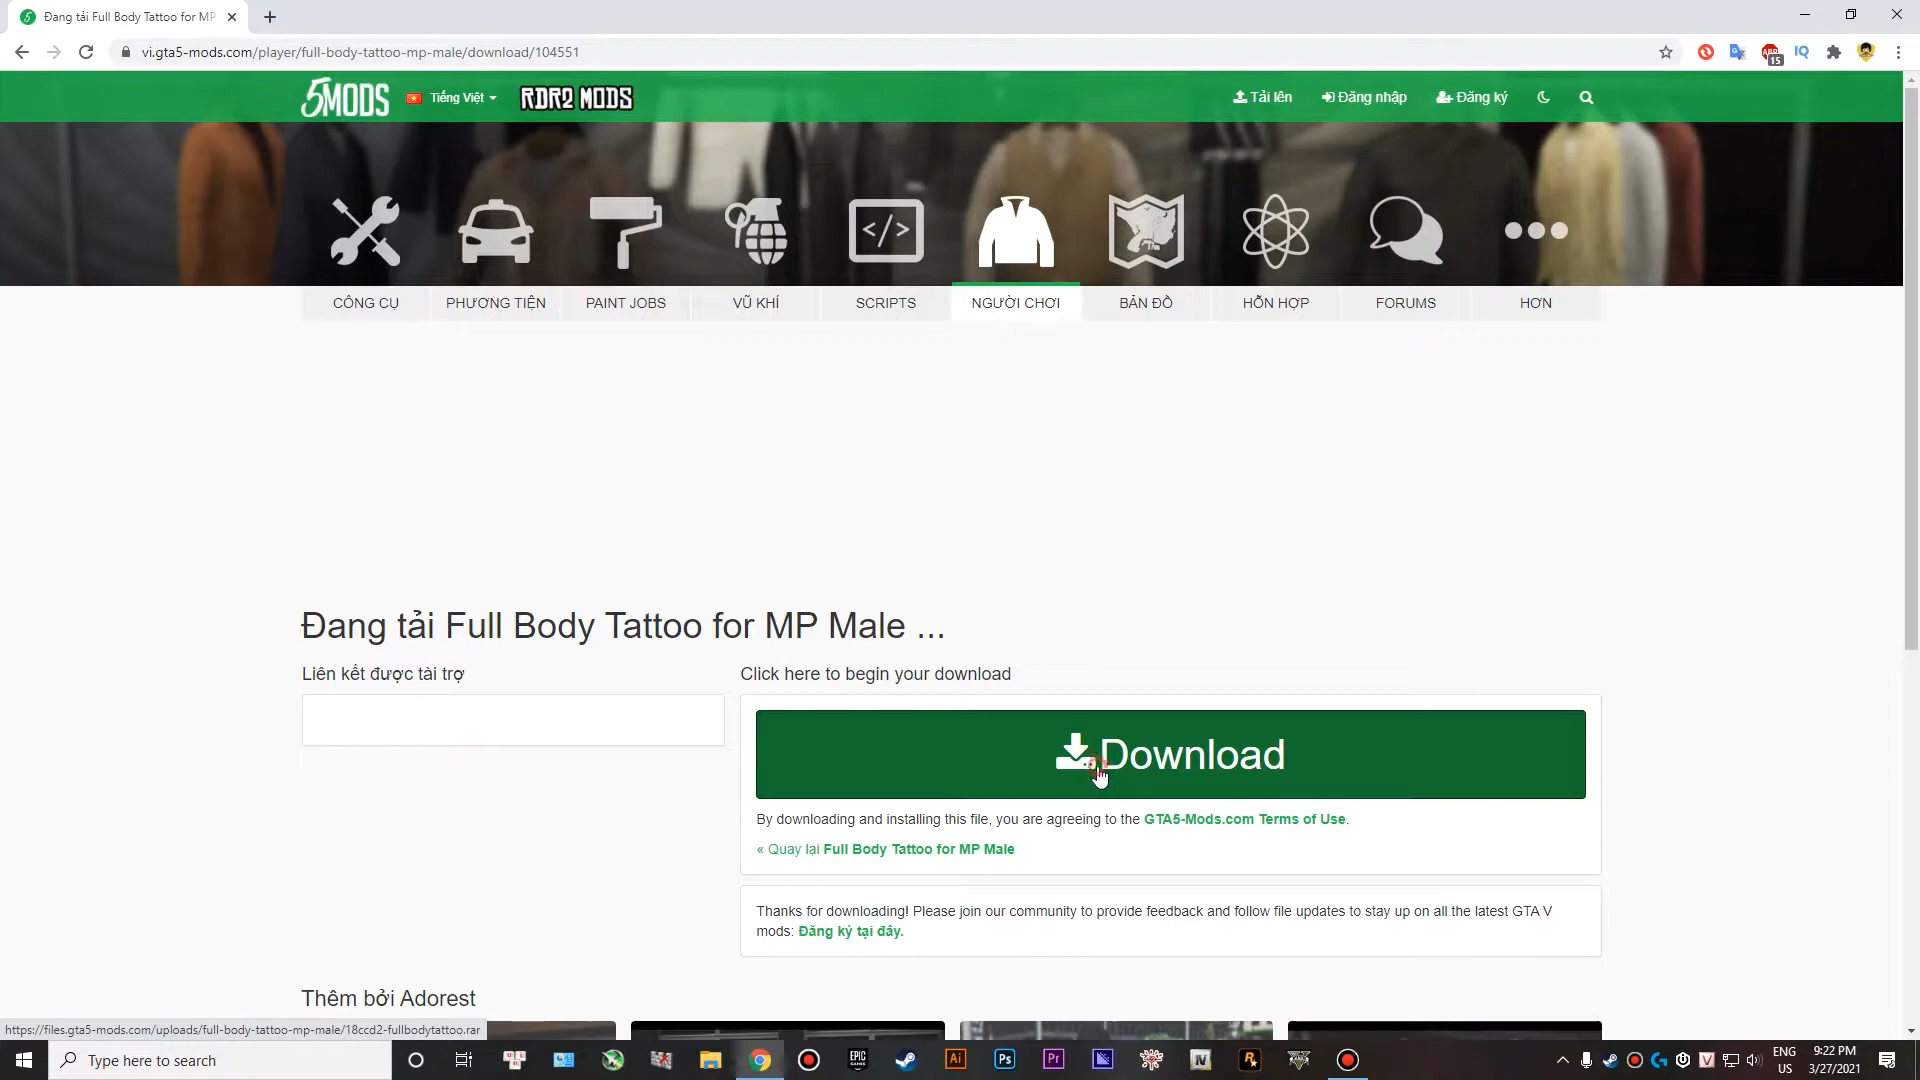 Đang tải Full Body Tattoo for MP
vi.gta5-mods.com/player/full-body-tattoo-mp-male/download/104551
15
5MODS
Tiếng Việt
RDR2 MODS
Tải lên
Đăng nhập
Đăng ký
CÔNG CỤ
PHƯƠNG TIỆN
PAINT JOBS
VŨ KHÍ
SCRIPTS
NGƯỜI CHƠI
BẢN ĐỒ
HỖN HỢP
FORUMS
HƠN
Đang tải Full Body Tattoo for MP Male ...
Liên kết được tài trợ
Click here to begin your download
Download
By downloading and installing this file, you are agreeing to the GTA5-Mods.com Terms of Use.
« Quay lại Full Body Tattoo for MP Male
Thanks for downloading! Please join our community to provide feedback and follow file updates to stay up on all the latest GTA V
mods: Đăng ký tại đây.
Thêm bởi Adorest
https://files.gta5-mods.com/uploads/full-body-tattoo-mp-male/18ccd2-fullbodytattoo.rar
Type here to search
EPIC
GAMES
Ai
Ps
Pr
IV
R
V
ENG
US
9:22 PM
3/27/2021